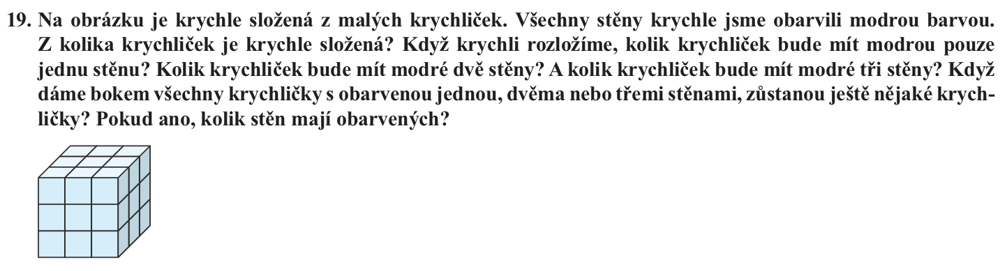 19. Na obrázku je krychle složená z malých krychliček. Všechny stěny krychle jsme obarvili modrou barvou.
Z kolika krychliček je krychle složená? Když krychli rozložíme, kolik krychliček bude mít modrou pouze
jednu stěnu? Kolik krychliček bude mít modré dvě stěny? A kolik krychliček bude mít modré tři stěny? Když
dáme bokem všechny krychličky s obarvenou jednou, dvěma nebo třemi stěnami, zůstanou ještě nějaké krych-
ličky? Pokud ano, kolik stěn mají obarvených?